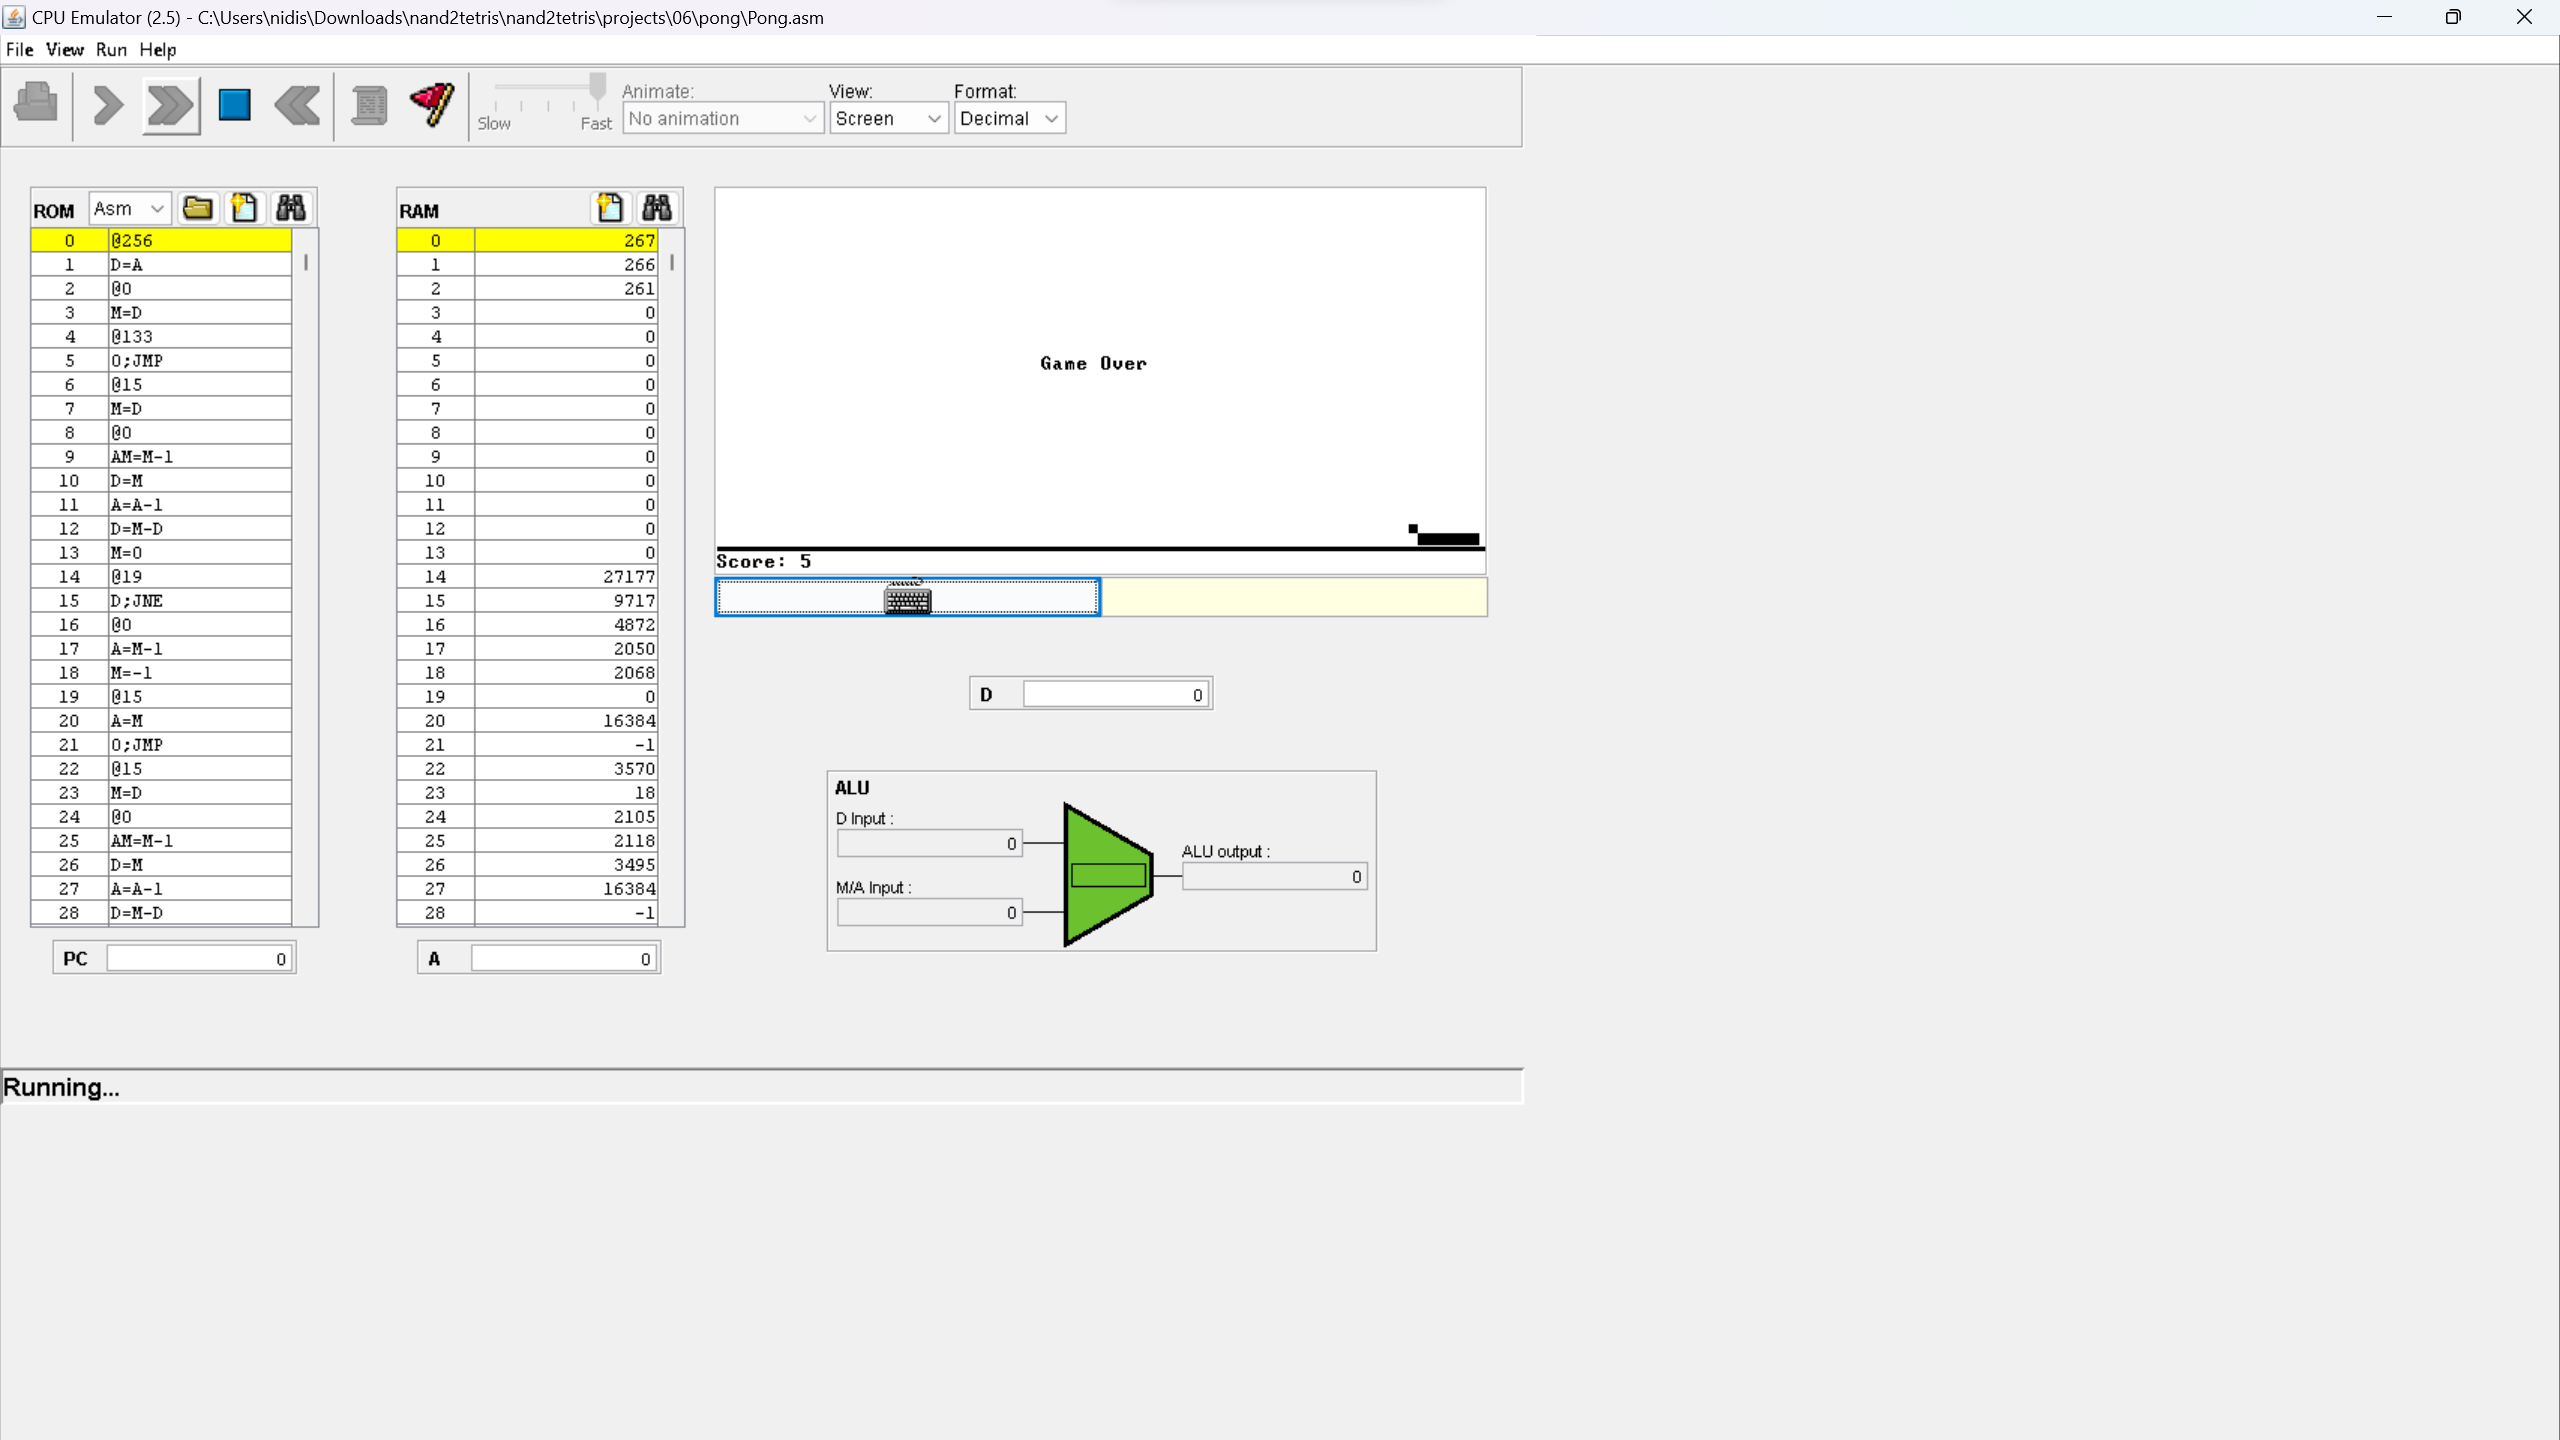 CPU Emulator (2.5) - C:\Users\nidis\Downloads\nand2tetris\nand2tetris\projects\06\pong\Pong.asm
File View Run Help
Slow Fast
Animate: View: Format:
No animation Screen Decimal
ROM Asm
0 @256
1 D=A
2 @0
3 M=D
4 @133
5 0;JMP
6 @15
7 M=D
8 @0
9 AM=M-1
10 D=M
11 A=A-1
12 D=M-D
13 M=0
14 @19
15 D;JNE
16 @0
17 A=M-1
18 M=-1
19 @15
20 A=M
21 0;JMP
22 @15
23 M=D
24 @0
25 AM=M-1
26 D=M
27 A=A-1
28 D=M-D
PC 0
RAM
0 267
1 266
2 261
3 0
4 0
5 0
6 0
7 0
8 0
9 0
10 0
11 0
12 0
13 0
14 27177
15 9717
16 4872
17 2050
18 2068
19 0
20 16384
21 -1
22 3570
23 18
24 2105
25 2118
26 3495
27 16384
28 -1
A 0
Game Over
Score: 5
D 0
ALU
D Input :
0
M/A Input :
0
ALU output :
0
Running...